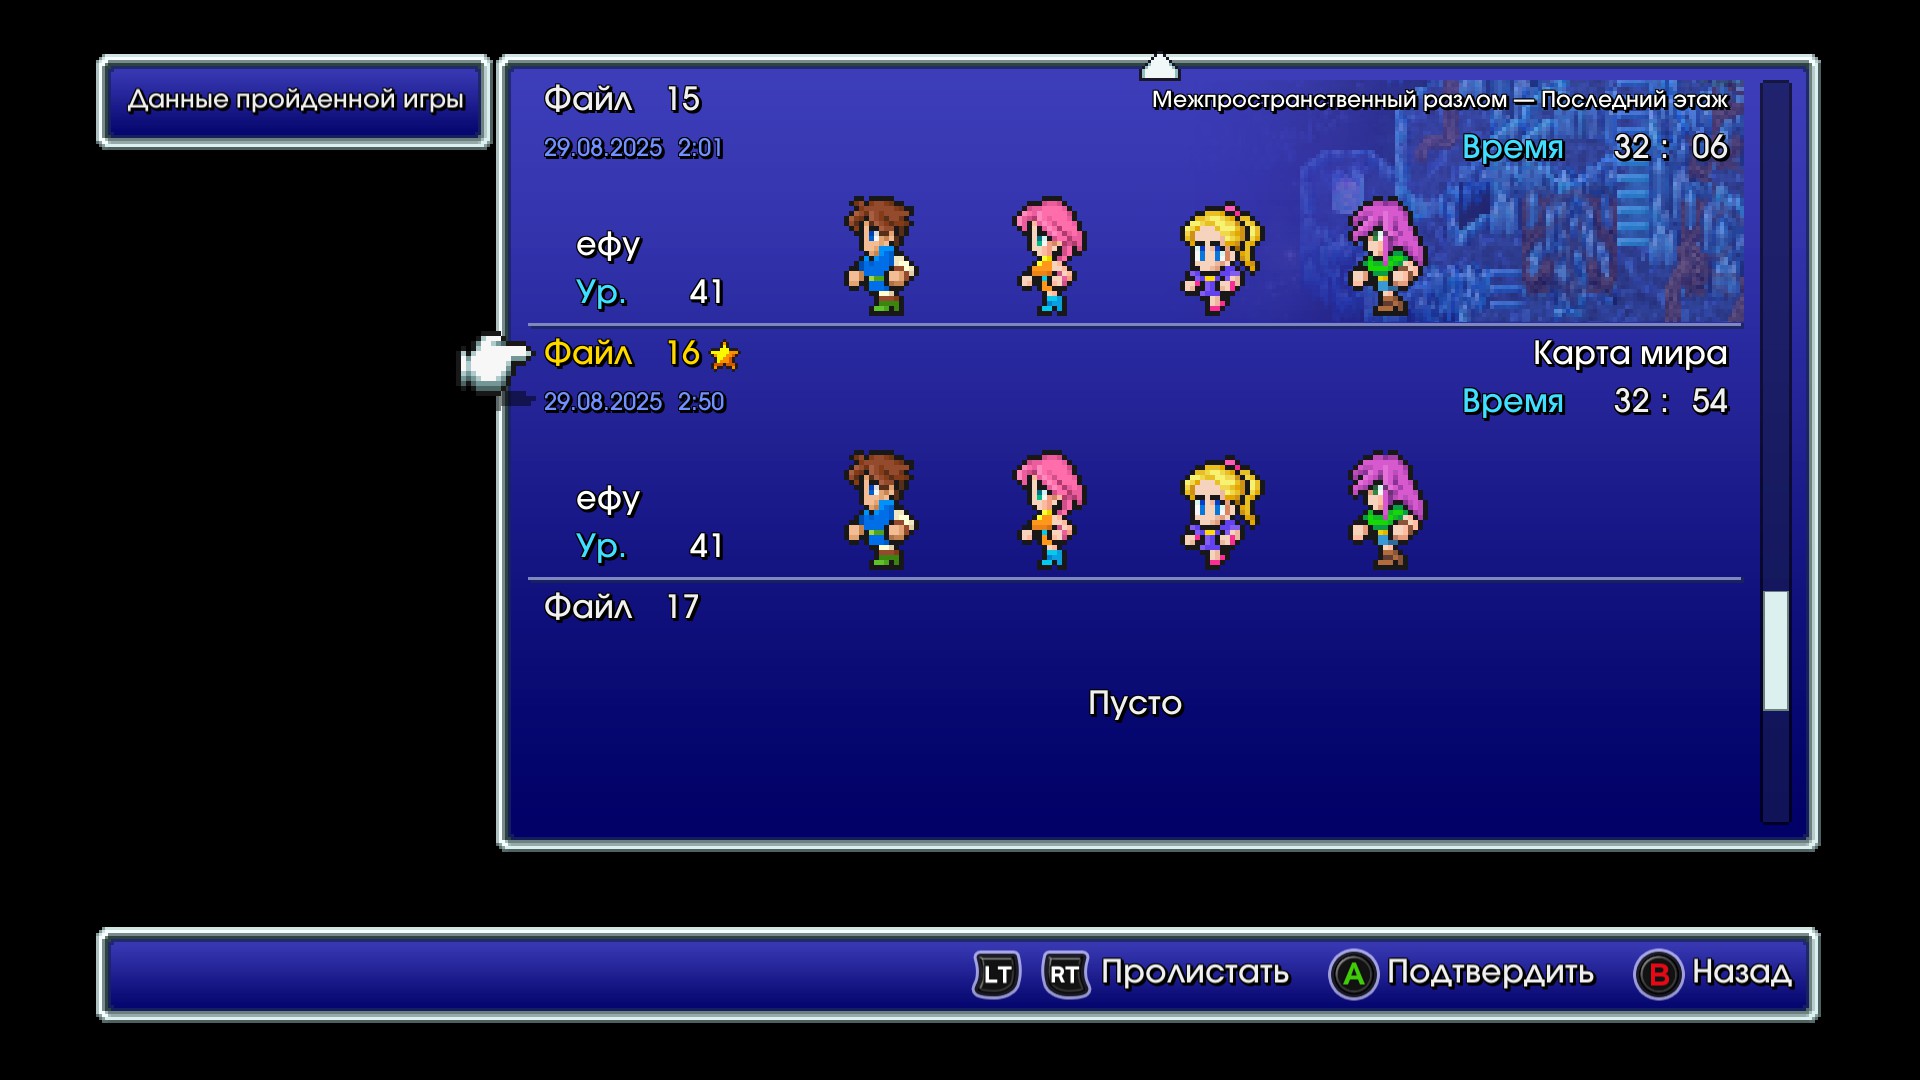 Данные пройденной игры
Файл 15
Межпространственный разлом — Последний этаж
29.08.2025 2:01
Время 32 : 06
ефу
Ур. 41
Файл 16
Карта мира
29.08.2025 2:50
Время 32 : 54
ефу
Ур. 41
Файл 17
Пусто
LT RT Пролистать A Подтвердить B Назад